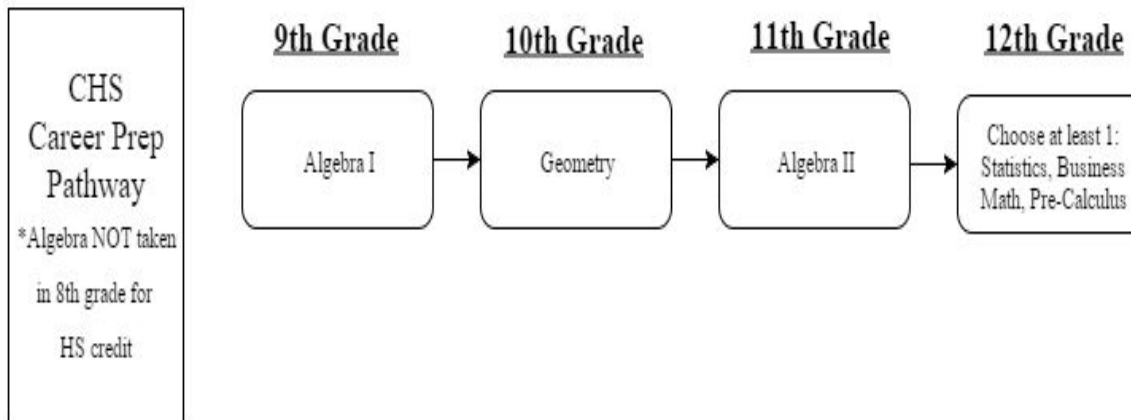 CHS
Career Prep
Pathway
*Algebra NOT taken
in 8th grade for
HS credit
9th Grade
10th Grade
11th Grade
12th Grade
Algebra I
Geometry
Algebra II
Choose at least 1:
Statistics, Business
Math, Pre-Calculus